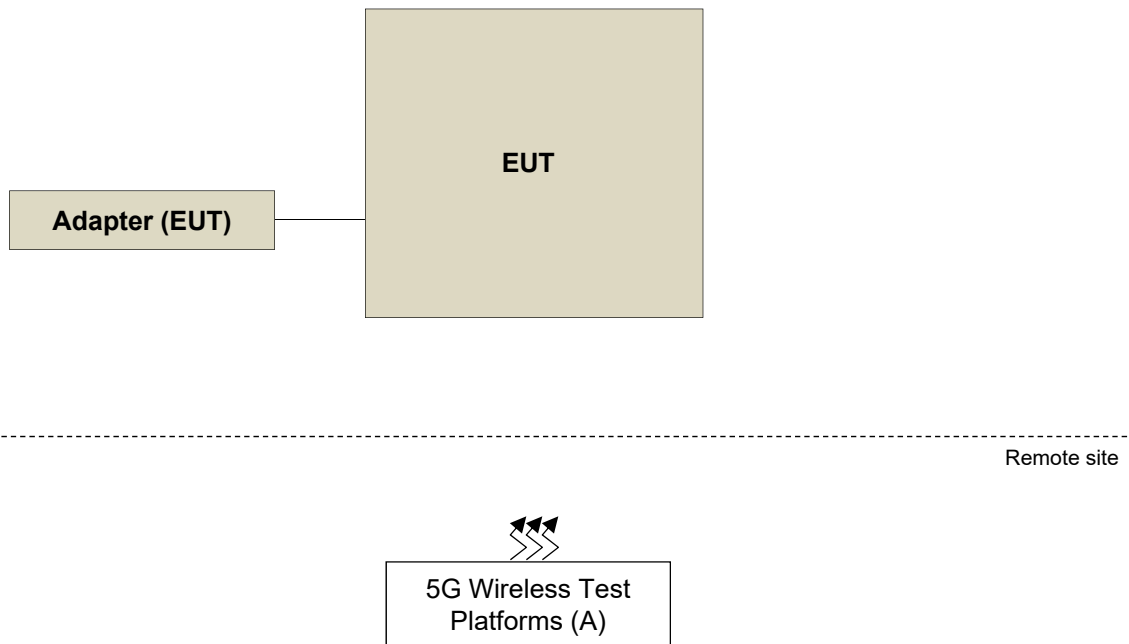 EUT
Adapter (EUT)
Remote site
5G Wireless Test
Platforms (A)